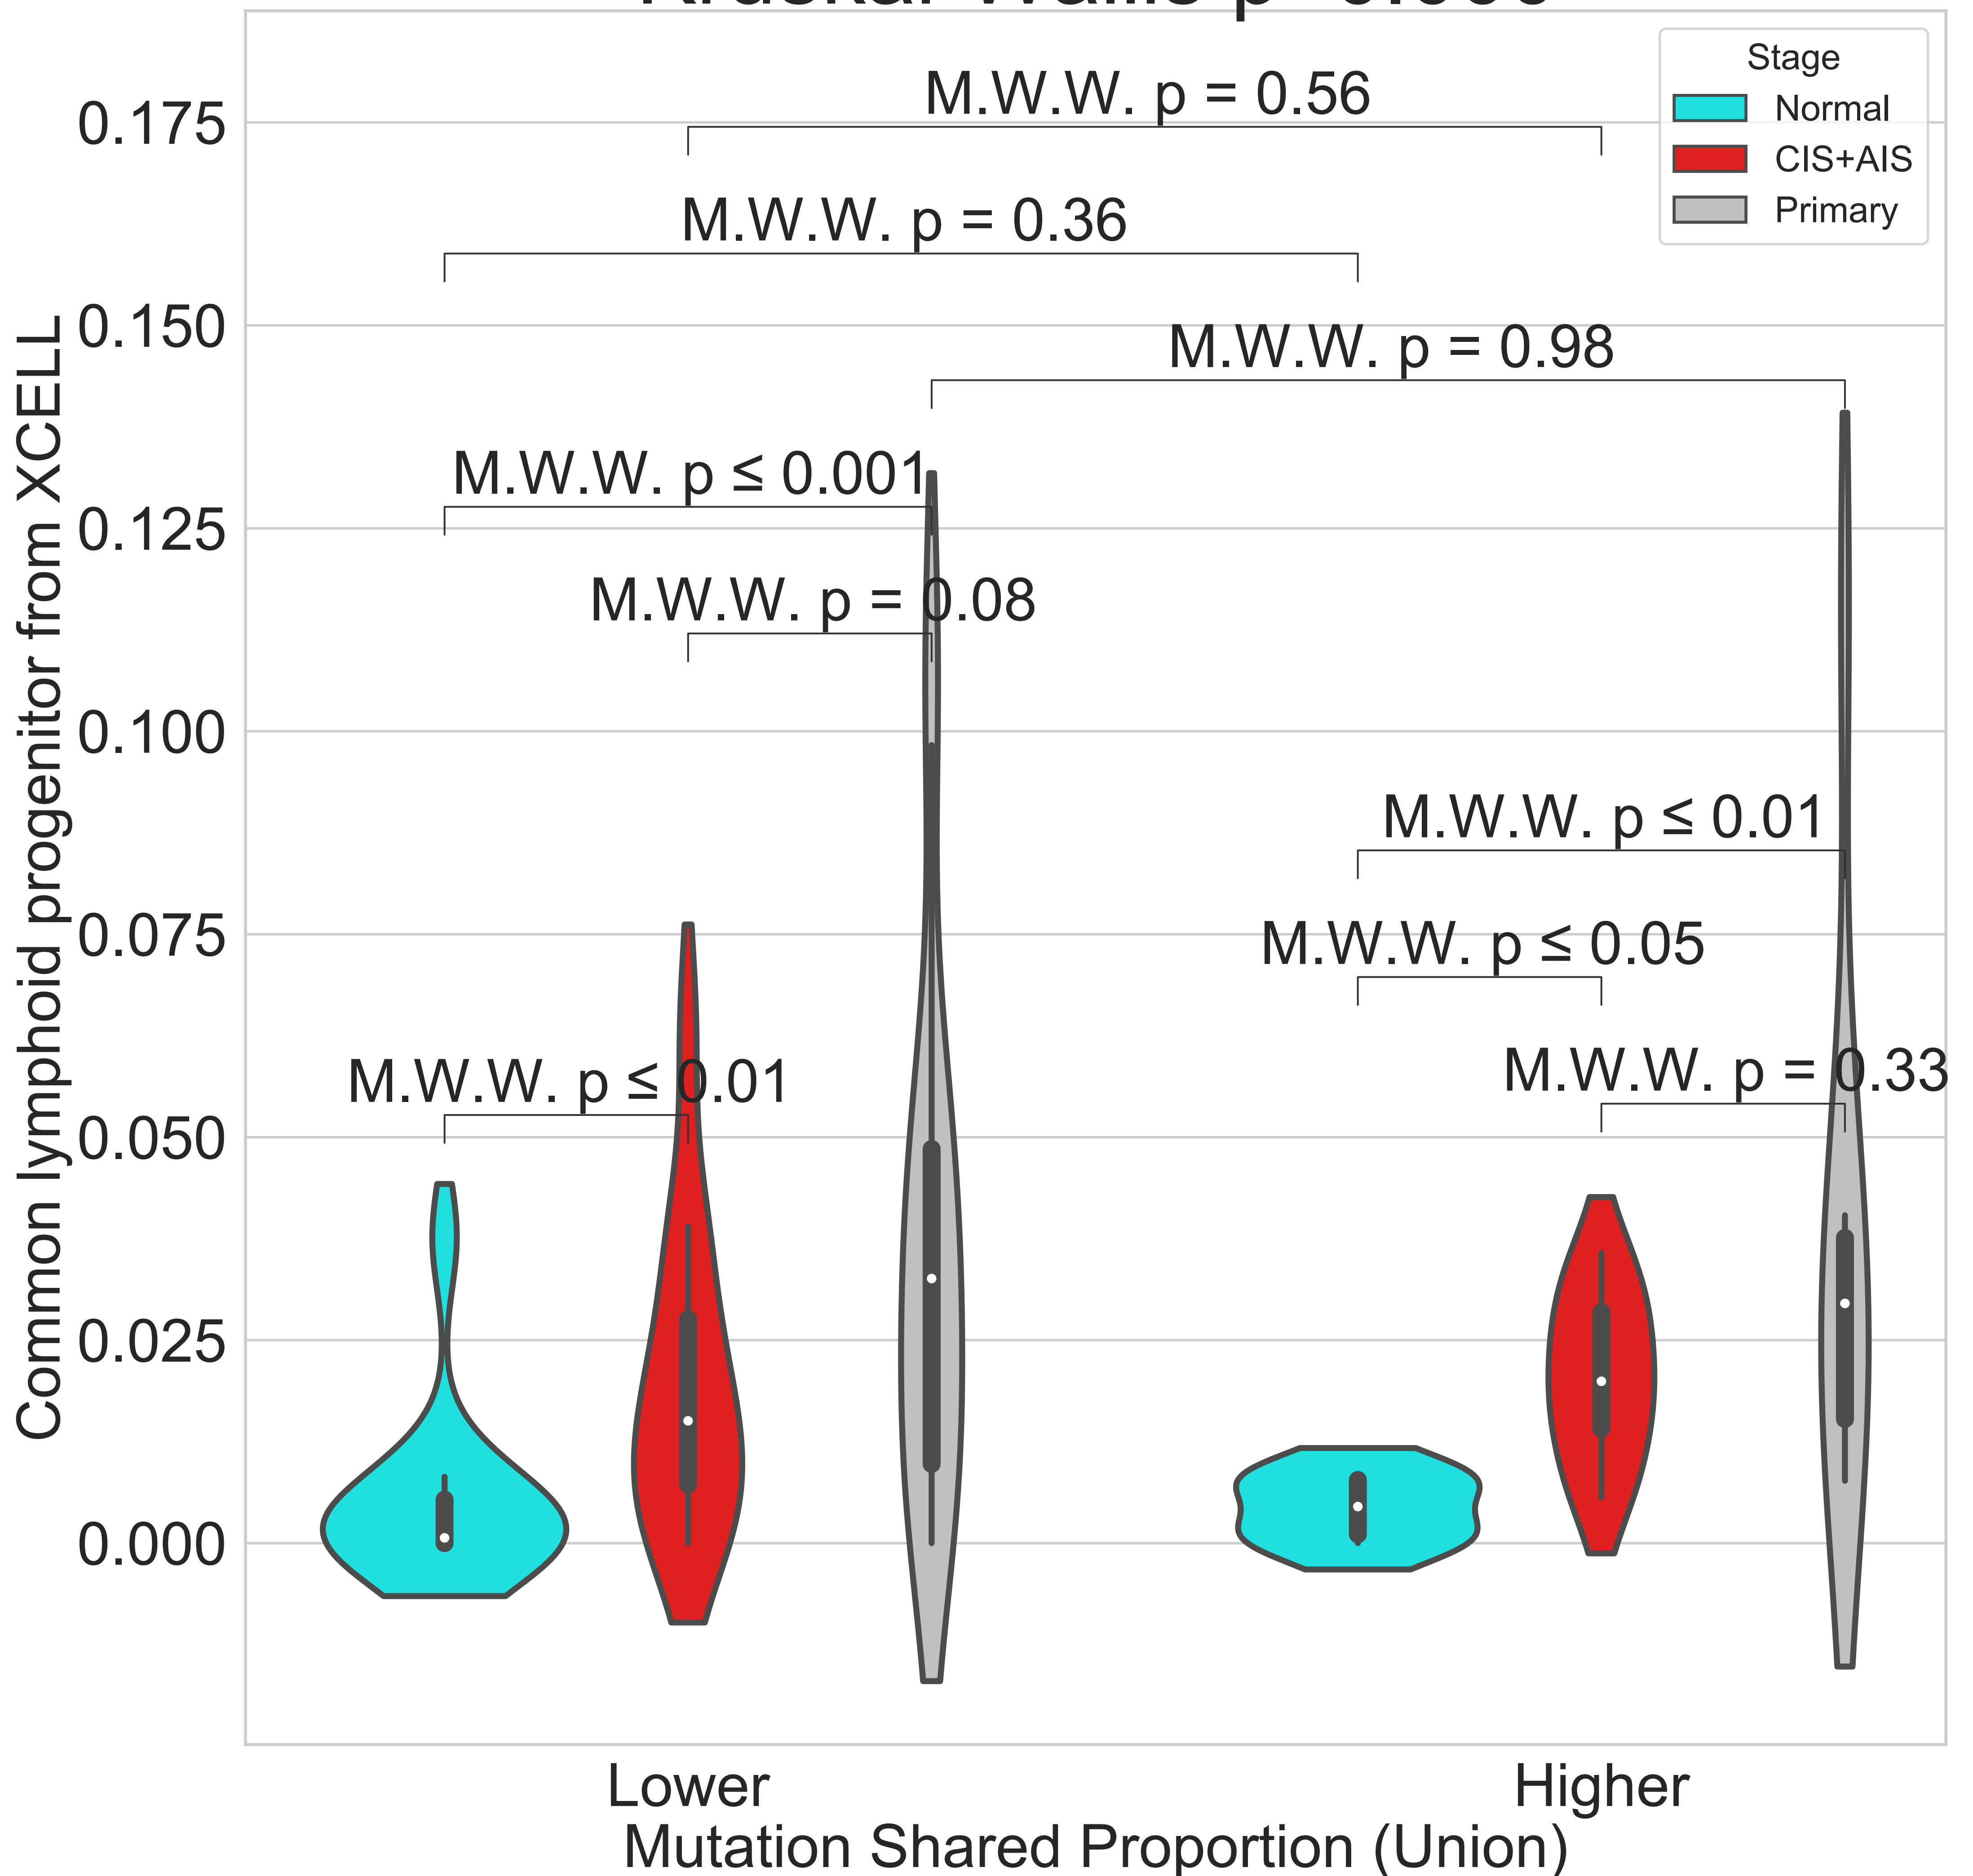 Stage
Normal
CIS+AIS
Primary
M.W.W. p = 0.56
M.W.W. p = 0.36
M.W.W. p = 0.98
M.W.W. p ≤ 0.001
M.W.W. p = 0.08
M.W.W. p ≤ 0.01
M.W.W. p ≤ 0.05
M.W.W. p = 0.33
M.W.W. p ≤ 0.01
0.175
0.150
0.125
0.100
0.075
0.050
0.025
0.000
Common lymphoid progenitor from XCELL
Lower
Higher
Mutation Shared Proportion (Union)